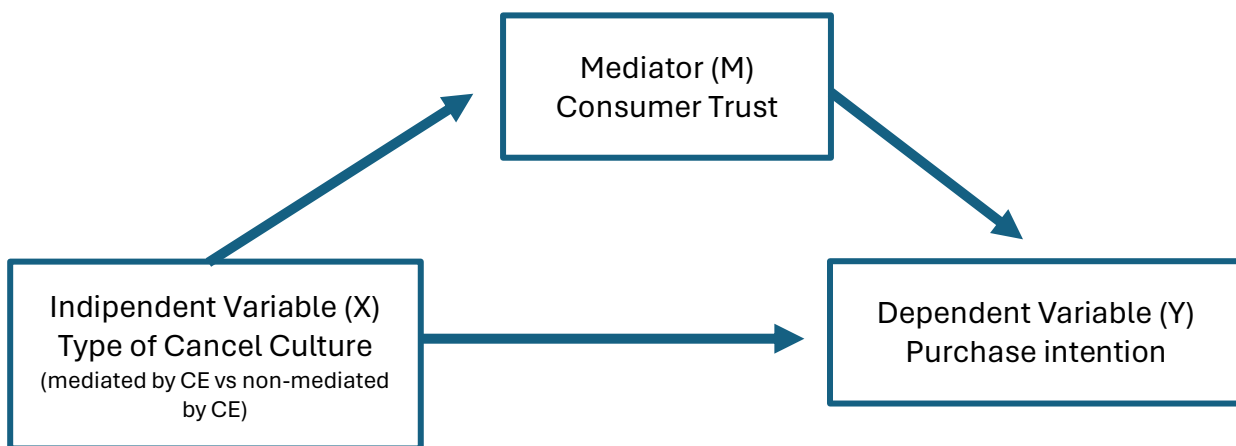 Mediator (M)
Consumer Trust
Indipendent Variable (X)
Type of Cancel Culture
(mediated by CE vs non-mediated
by CE)
Dependent Variable (Y)
Purchase intention